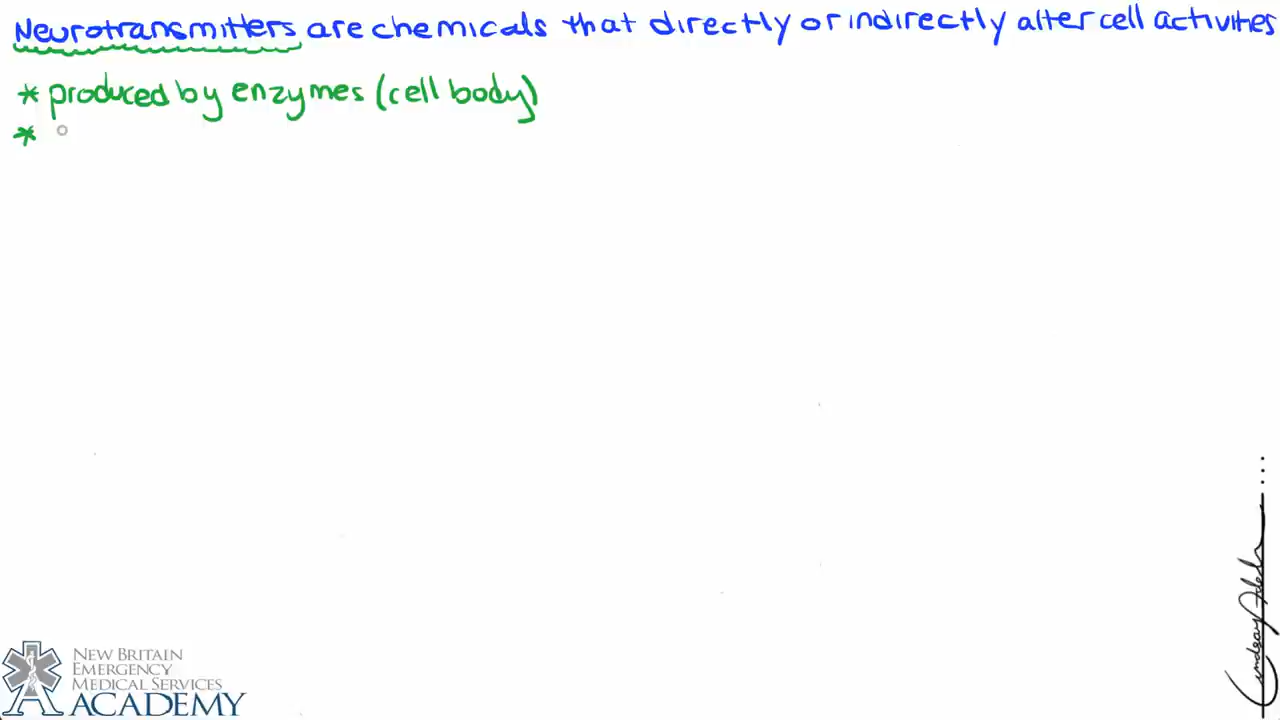 Neurotransmitters are chemicals that directly or indirectly alter cell activities
* produced by enzymes (cell body)
*
NEW BRITAIN
EMERGENCY
MEDICAL SERVICES
ACADEMY
Lindsay